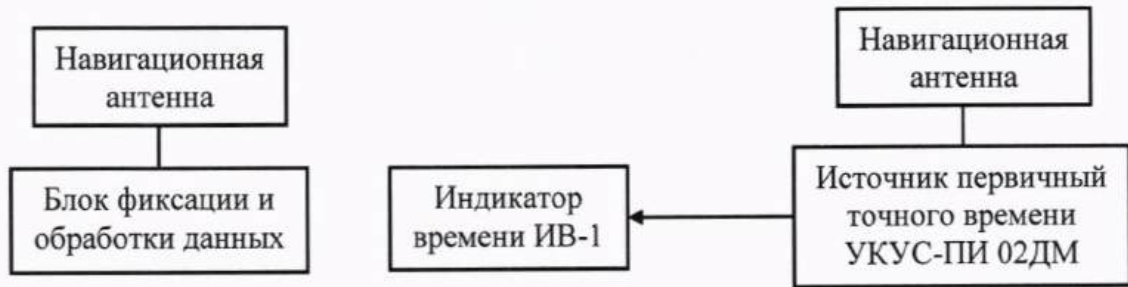 Навигационная
антенна
Навигационная
антенна
Блок фиксации и
обработки данных
Индикатор
времени ИВ-1
Источник первичный
точного времени
УКУС-ПИ 02ДМ